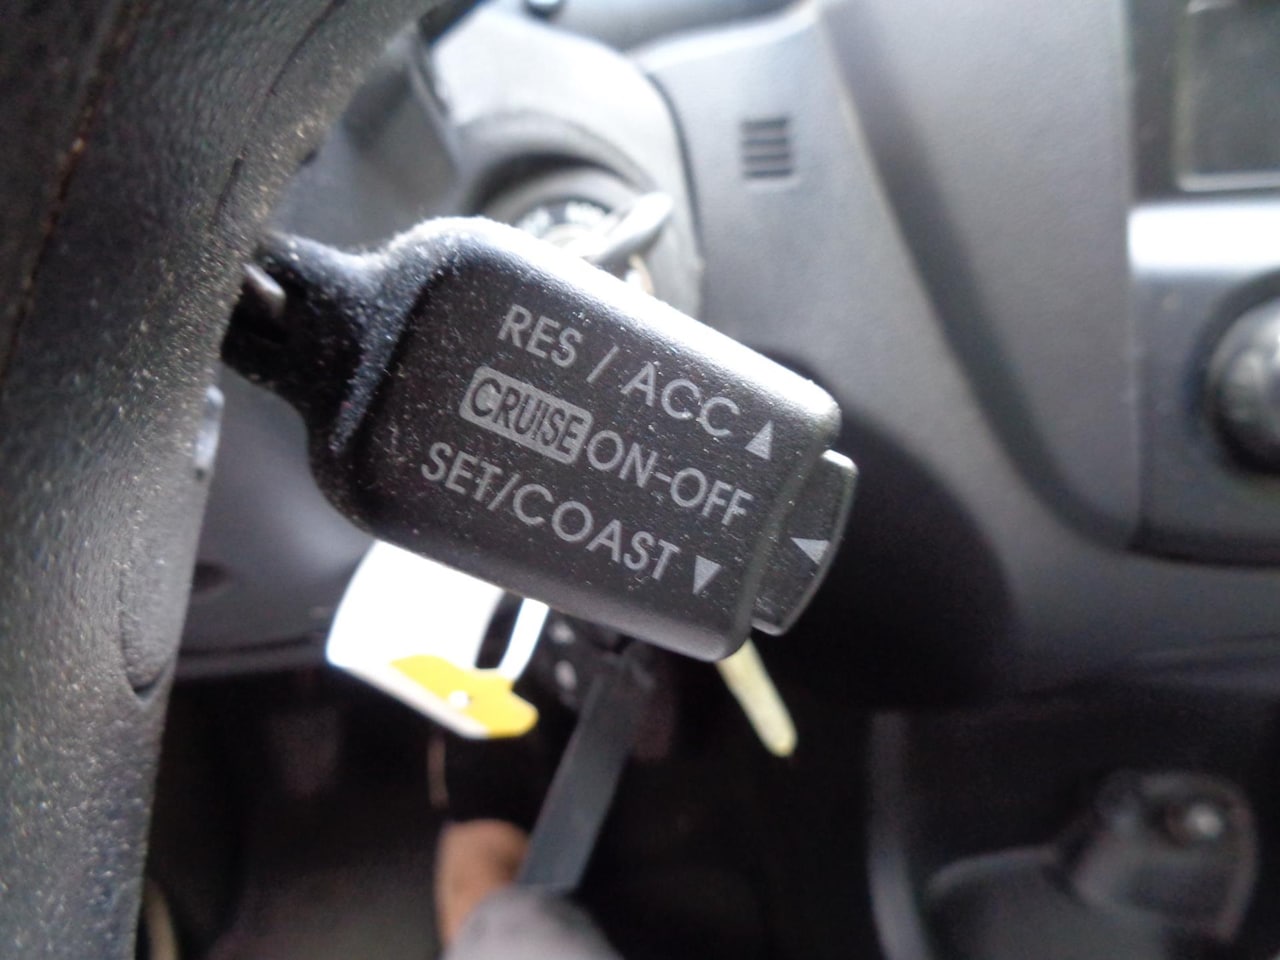 RES / ACC ▲
CRUISE ON-OFF
SET/COAST ▼